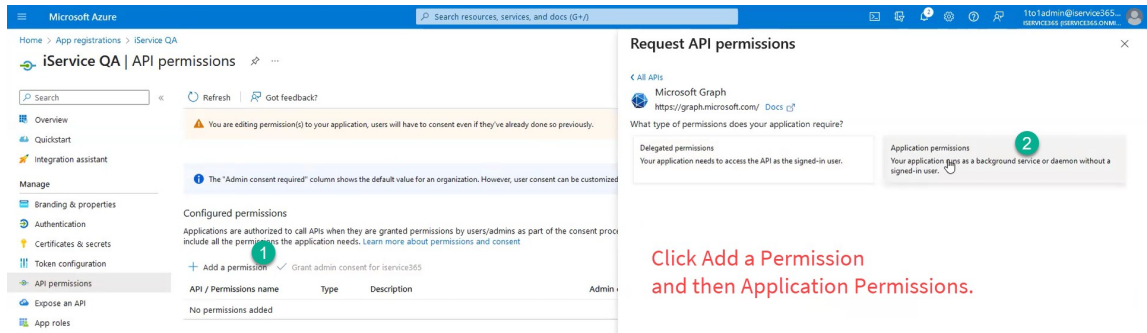 Microsoft Azure
Search resources, services, and docs (G+/)
2
1to1admin@iservice365...
ISERVICE365 (ISERVICE365.ONMI...
Home > App registrations > iService QA
iService QA | API permissions
Search
Refresh
Got feedback?
Overview
Quickstart
Integration assistant
Manage
Branding & properties
Authentication
Certificates & secrets
Token configuration
API permissions
Expose an API
App roles
You are editing permission(s) to your application, users will have to consent even if they've already done so previously.
The "Admin consent required" column shows the default value for an organization. However, user consent can be customized
Configured permissions
Applications are authorized to call APIs when they are granted permissions by users/admins as part of the consent proce
include all the permissions the application needs. Learn more about permissions and consent
1
Add a permission
Grant admin consent for iservice365
API / Permissions name Type Description Admin
No permissions added
Request API permissions
All APIs
Microsoft Graph
https://graph.microsoft.com/ Docs
What type of permissions does your application require?
Delegated permissions
Your application needs to access the API as the signed-in user.
2
Application permissions
Your application runs as a background service or daemon without a
signed-in user.
Click Add a Permission
and then Application Permissions.